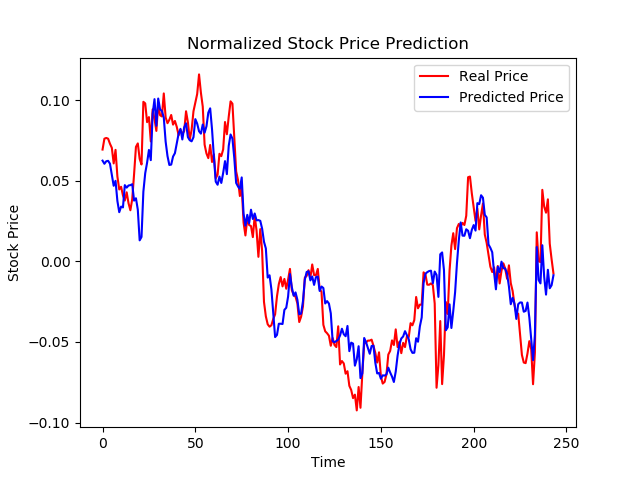 Normalized Stock Price Prediction
Real Price
Predicted Price
0.10
0.05
0.00
−0.05
−0.10
Stock Price
0
50
100
150
200
250
Time